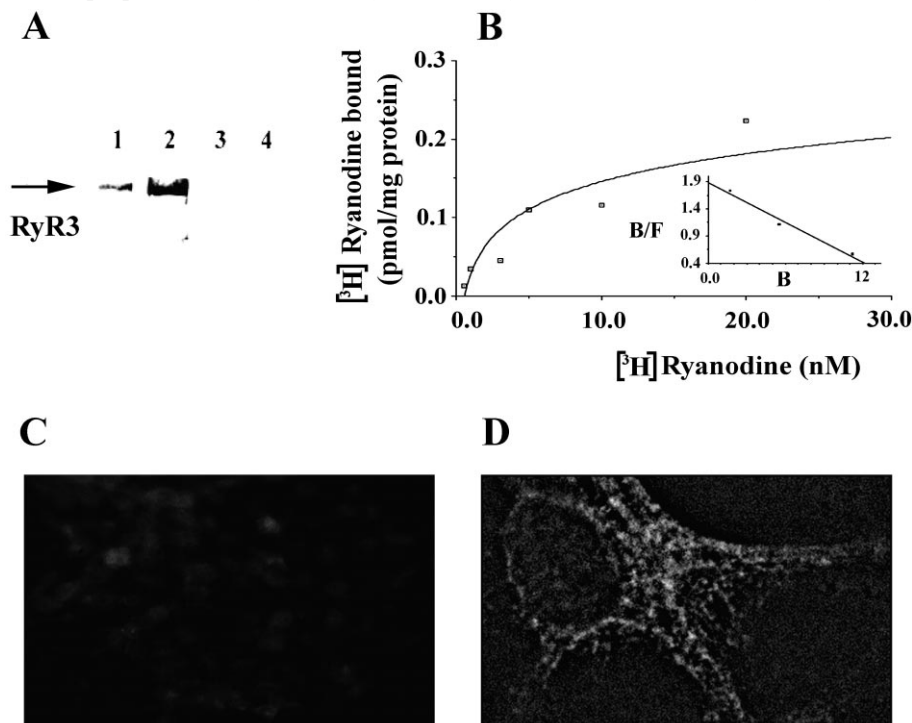 A
1 2 3 4
RyR3
B
[³H] Ryanodine bound
(pmol/mg protein)
0.3
0.2
0.1
0.0
0.0 10.0 20.0 30.0
[³H] Ryanodine (nM)
B/F
1.9
1.4
0.9
0.4
0.0 12
B
C
D